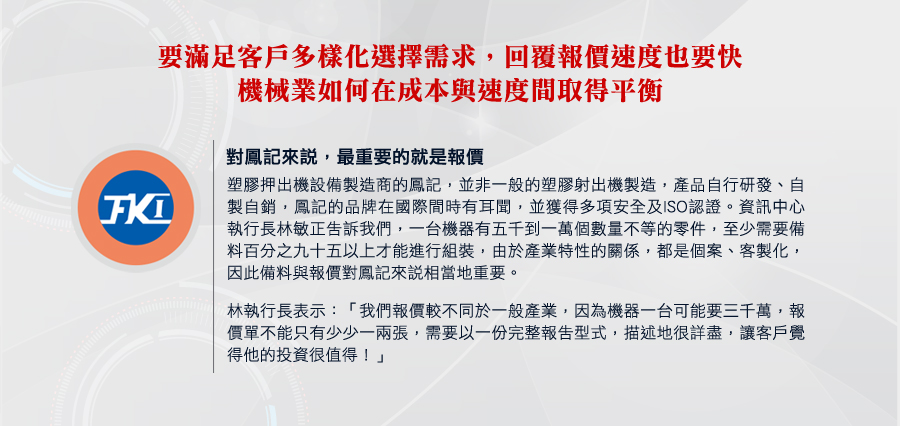 要滿足客戶多樣化選擇需求，回覆報價速度也要快
機械業如何在成本與速度間取得平衡
對鳳記來說，最重要的就是報價
塑膠押出機設備製造商的鳳記，並非一般的塑膠射出機製造，產品自行研發、自
製自銷，鳳記的品牌在國際間時有耳聞，並獲得多項安全及ISO認證。資訊中心
執行長林敏正告訴我們，一台機器有五千到一萬個數量不等的零件，至少需要備
料百分之九十五以上才能進行組裝，由於產業特性的關係，都是個案、客製化，
因此備料與報價對鳳記來說相當地重要。
FKI
林執行長表示：「我們報價較不同於一般產業，因為機器一台可能要三千萬，報
價單不能只有少少一兩張，需要以一份完整報告型式，描述地很詳盡，讓客戶覺
得他的投資很值得！」